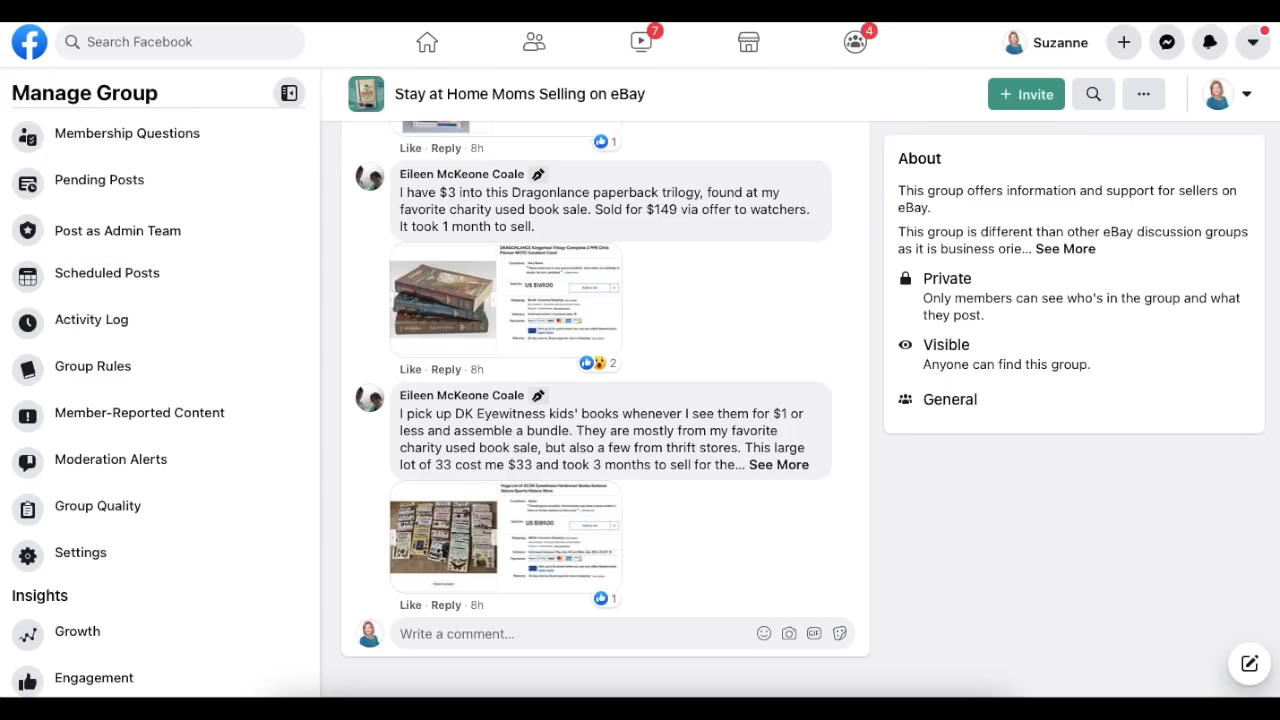 Search Facebook
7
4
Suzanne
Manage Group
Membership Questions
Pending Posts
Post as Admin Team
Scheduled Posts
Activity Log
Group Rules
Member-Reported Content
Moderation Alerts
Group Quality
Settings
Insights
Growth
Engagement
Stay at Home Moms Selling on eBay
+ Invite
Like · Reply · 8h
1
Eileen McKeone Coale
I have $3 into this Dragonlance paperback trilogy, found at my
favorite charity used book sale. Sold for $149 via offer to watchers.
It took 1 month to sell.
US $169.00
Like · Reply · 8h
2
Eileen McKeone Coale
I pick up DK Eyewitness kids' books whenever I see them for $1 or
less and assemble a bundle. They are mostly from my favorite
charity used book sale, but also a few from thrift stores. This large
lot of 33 cost me $33 and took 3 months to sell for the... See More
US $189.00
Like · Reply · 8h
1
Write a comment...
GIF
About
This group offers information and support for sellers on
eBay.
This group is different than other eBay discussion groups
as it is business orie... See More
Private
Only members can see who's in the group and what
they post.
Visible
Anyone can find this group.
General